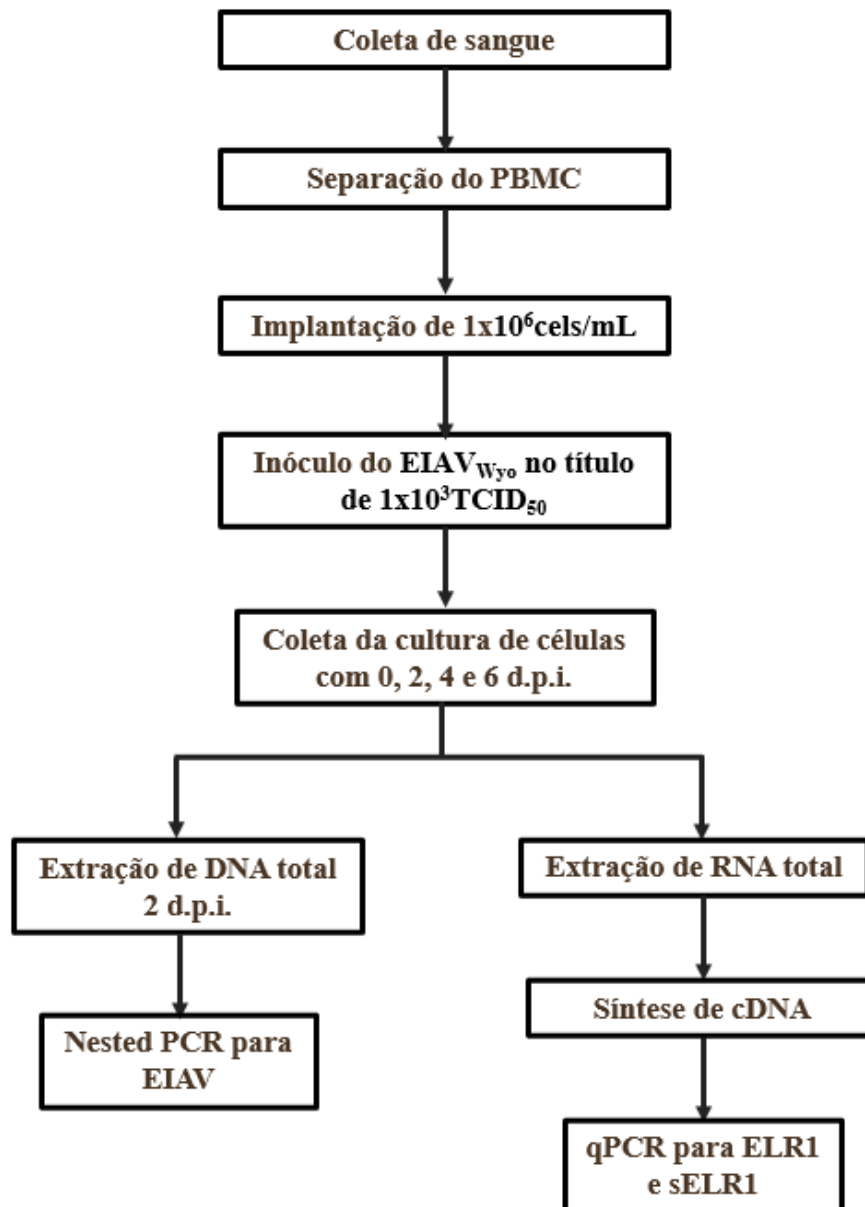 Coleta de sangue
Separação do PBMC
Implantação de 1x10⁶cels/mL
Inóculo do EIAV_Wyo no título
de 1x10³TCID₅₀
Coleta da cultura de células
com 0, 2, 4 e 6 d.p.i.
Extração de DNA total
2 d.p.i.
Extração de RNA total
Nested PCR para
EIAV
Síntese de cDNA
qPCR para ELR1
e sELR1